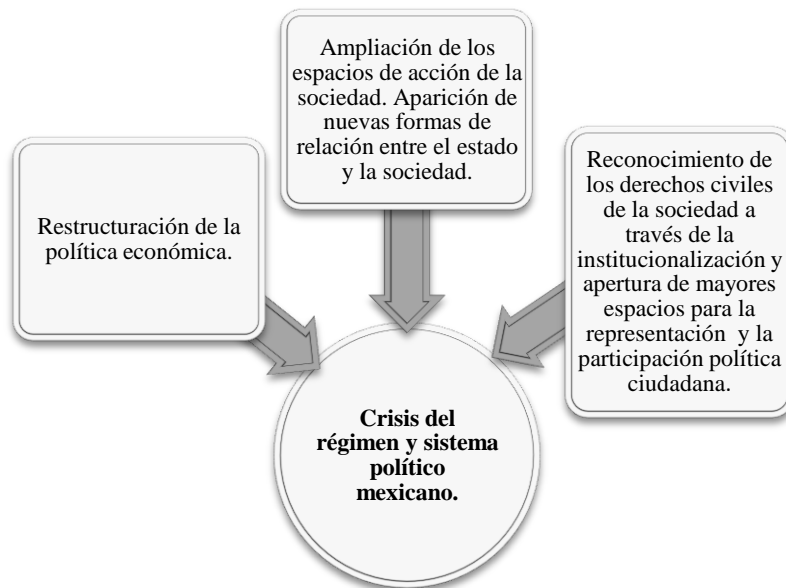 Restructuración de la
política económica.
Ampliación de los
espacios de acción de la
sociedad. Aparición de
nuevas formas de
relación entre el estado
y la sociedad.
Reconocimiento de
los derechos civiles
de la sociedad a
través de la
institucionalización y
apertura de mayores
espacios para la
representación y la
participación política
ciudadana.
Crisis del
régimen y sistema
político
mexicano.